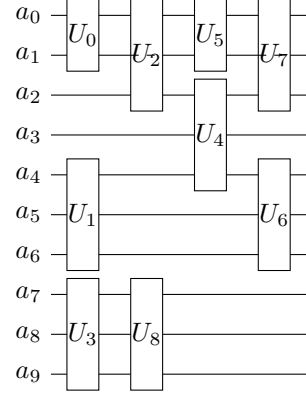 a₀
U₀ U₅
a₁ U₂ U₇
a₂
a₃ U₄
a₄
a₅ U₁ U₆
a₆
a₇
a₈ U₃ U₈
a₉